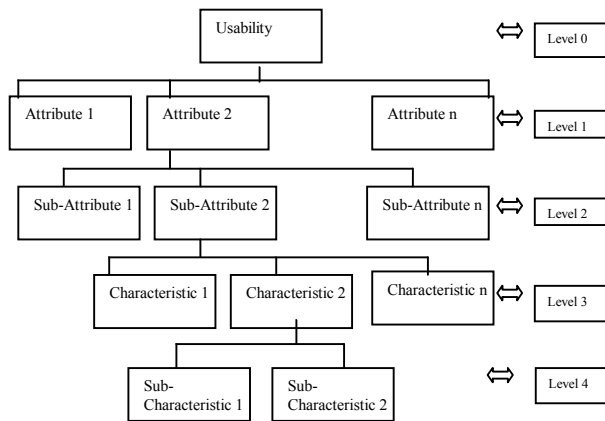 Usability
Level 0
Attribute 1
Attribute 2
Attribute n
Level 1
Sub-Attribute 1
Sub-Attribute 2
Sub-Attribute n
Level 2
Characteristic 1
Characteristic 2
Characteristic n
Level 3
Sub-
Characteristic 1
Sub-
Characteristic 2
Level 4